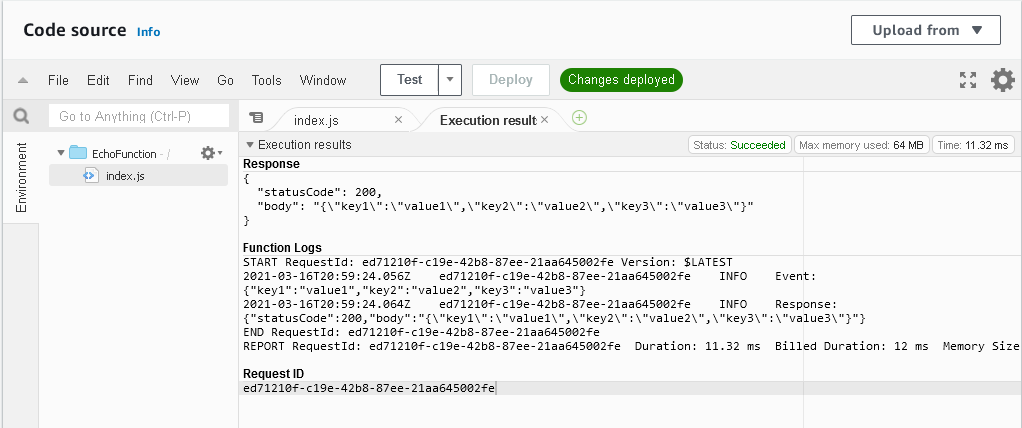 Code source Info
Upload from
File Edit Find View Go Tools Window Test Deploy Changes deployed
Go to Anything (Ctrl-P)
index.js
Execution result
Environment
EchoFunction - /
index.js
Execution results
Status: Succeeded Max memory used: 64 MB Time: 11.32 ms
Response
{
"statusCode": 200,
"body": "{\"key1\":\"value1\",\"key2\":\"value2\",\"key3\":\"value3\"}"
}
Function Logs
START RequestId: ed71210f-c19e-42b8-87ee-21aa645002fe Version: $LATEST
2021-03-16T20:59:24.056Z ed71210f-c19e-42b8-87ee-21aa645002fe INFO Event:
{"key1":"value1","key2":"value2","key3":"value3"}
2021-03-16T20:59:24.064Z ed71210f-c19e-42b8-87ee-21aa645002fe INFO Response:
{"statusCode":200,"body":"{\"key1\":\"value1\",\"key2\":\"value2\",\"key3\":\"value3\"}"}
END RequestId: ed71210f-c19e-42b8-87ee-21aa645002fe
REPORT RequestId: ed71210f-c19e-42b8-87ee-21aa645002fe Duration: 11.32 ms Billed Duration: 12 ms Memory Size
Request ID
ed71210f-c19e-42b8-87ee-21aa645002fe